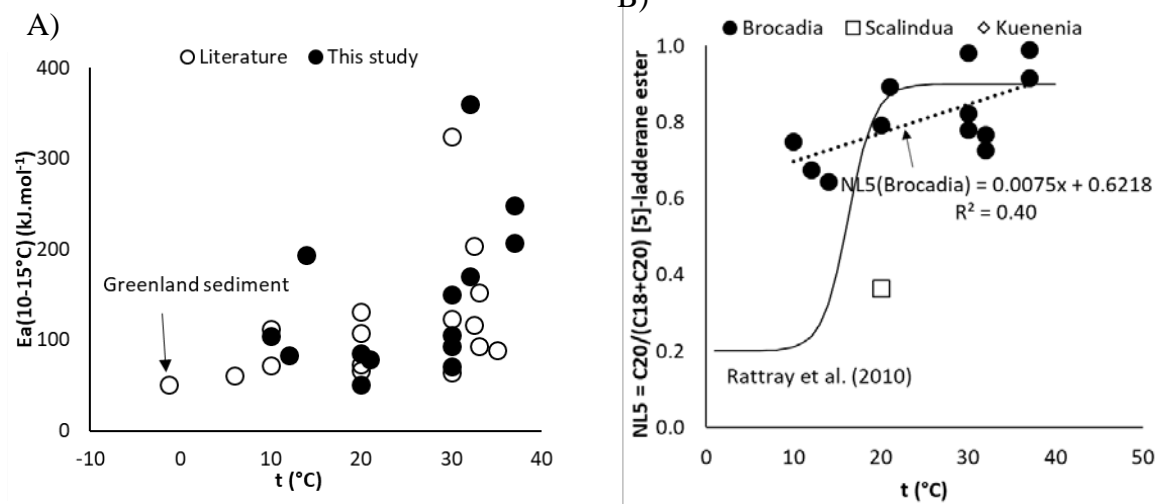 A)
Literature This study
400
300
200
100
0
-10 0 10 20 30 40
Ea(10-15°C) (kJ.mol-1)
t (°C)
Greenland sediment
B)
Brocadia Scalindua Kuenenia
1.0
0.8
0.6
0.4
0.2
0.0
0 10 20 30 40 50
NL5 = C20/(C18+C20) [5]-ladderane ester
t (°C)
NL5(Brocadia) = 0.0075x + 0.6218
R² = 0.40
Rattray et al. (2010)